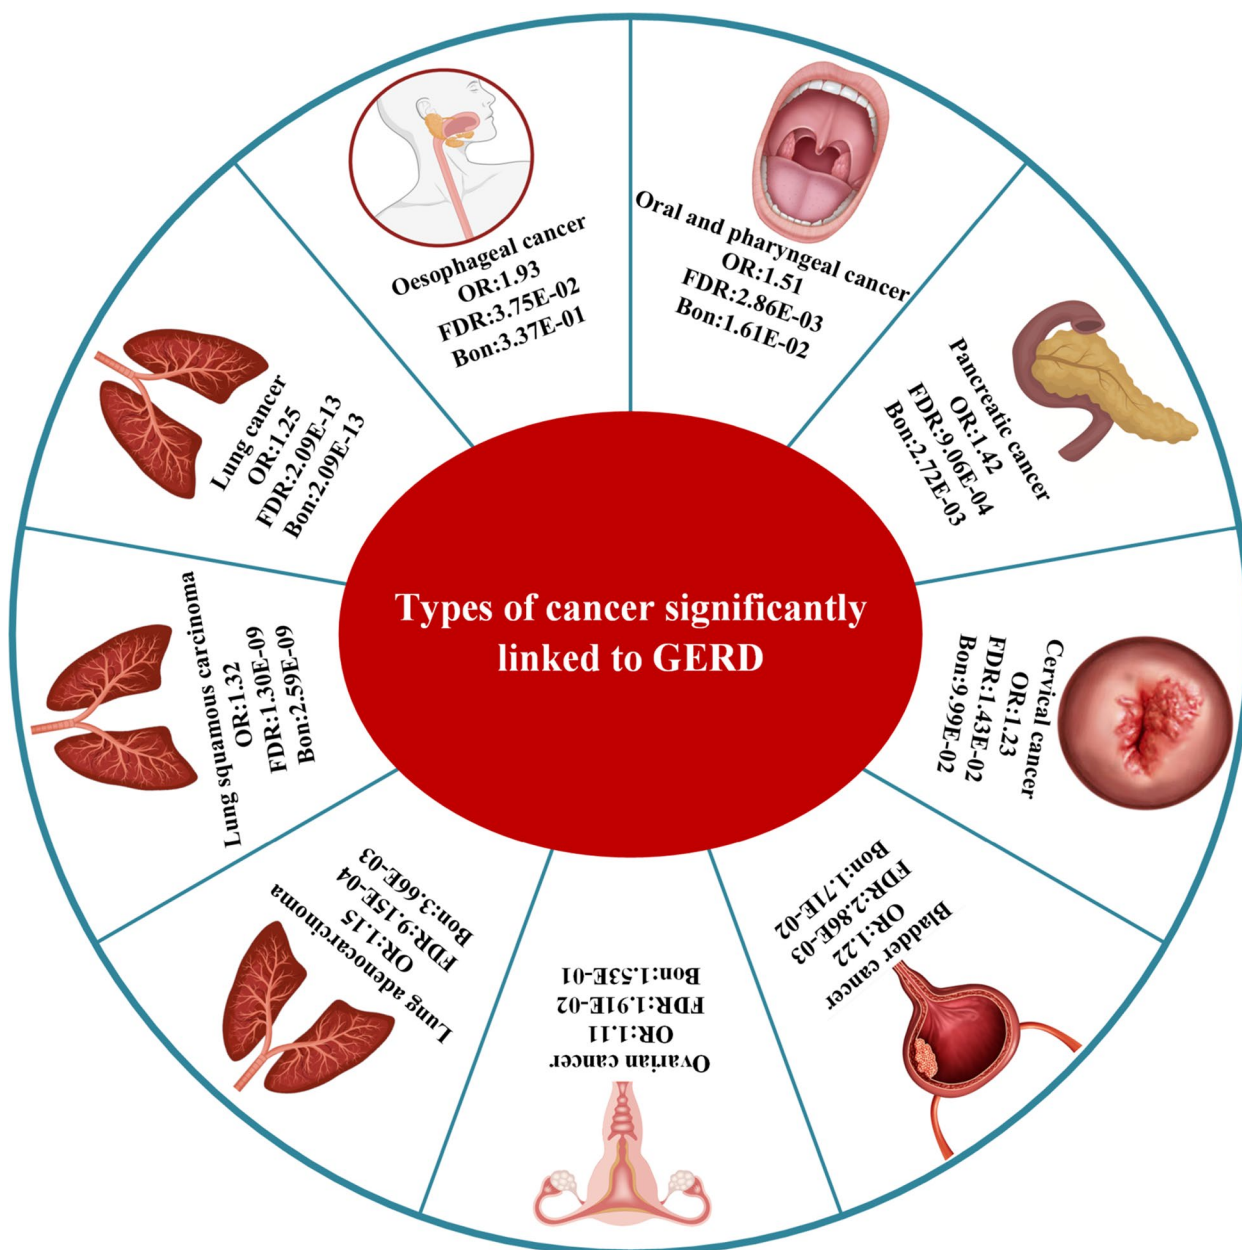 Types of cancer significantly
linked to GERD
Oral and pharyngeal cancer
OR:1.51
FDR:2.86E-03
Bon:1.61E-02
Pancreatic cancer
OR:1.42
FDR:9.06E-04
Bon:2.72E-03
Cervical cancer
OR:1.23
FDR:1.43E-02
Bon:9.99E-02
Bladder cancer
OR:1.22
FDR:2.86E-03
Bon:1.71E-02
Ovarian cancer
OR:1.11
FDR:1.91E-02
Bon:1.53E-01
Lung adenocarcinoma
OR:1.15
FDR:9.15E-04
Bon:3.66E-03
Lung squamous carcinoma
OR:1.32
FDR:1.30E-09
Bon:2.59E-09
Lung cancer
OR:1.25
FDR:2.09E-13
Bon:2.09E-13
Oesophageal cancer
OR:1.93
FDR:3.75E-02
Bon:3.37E-01